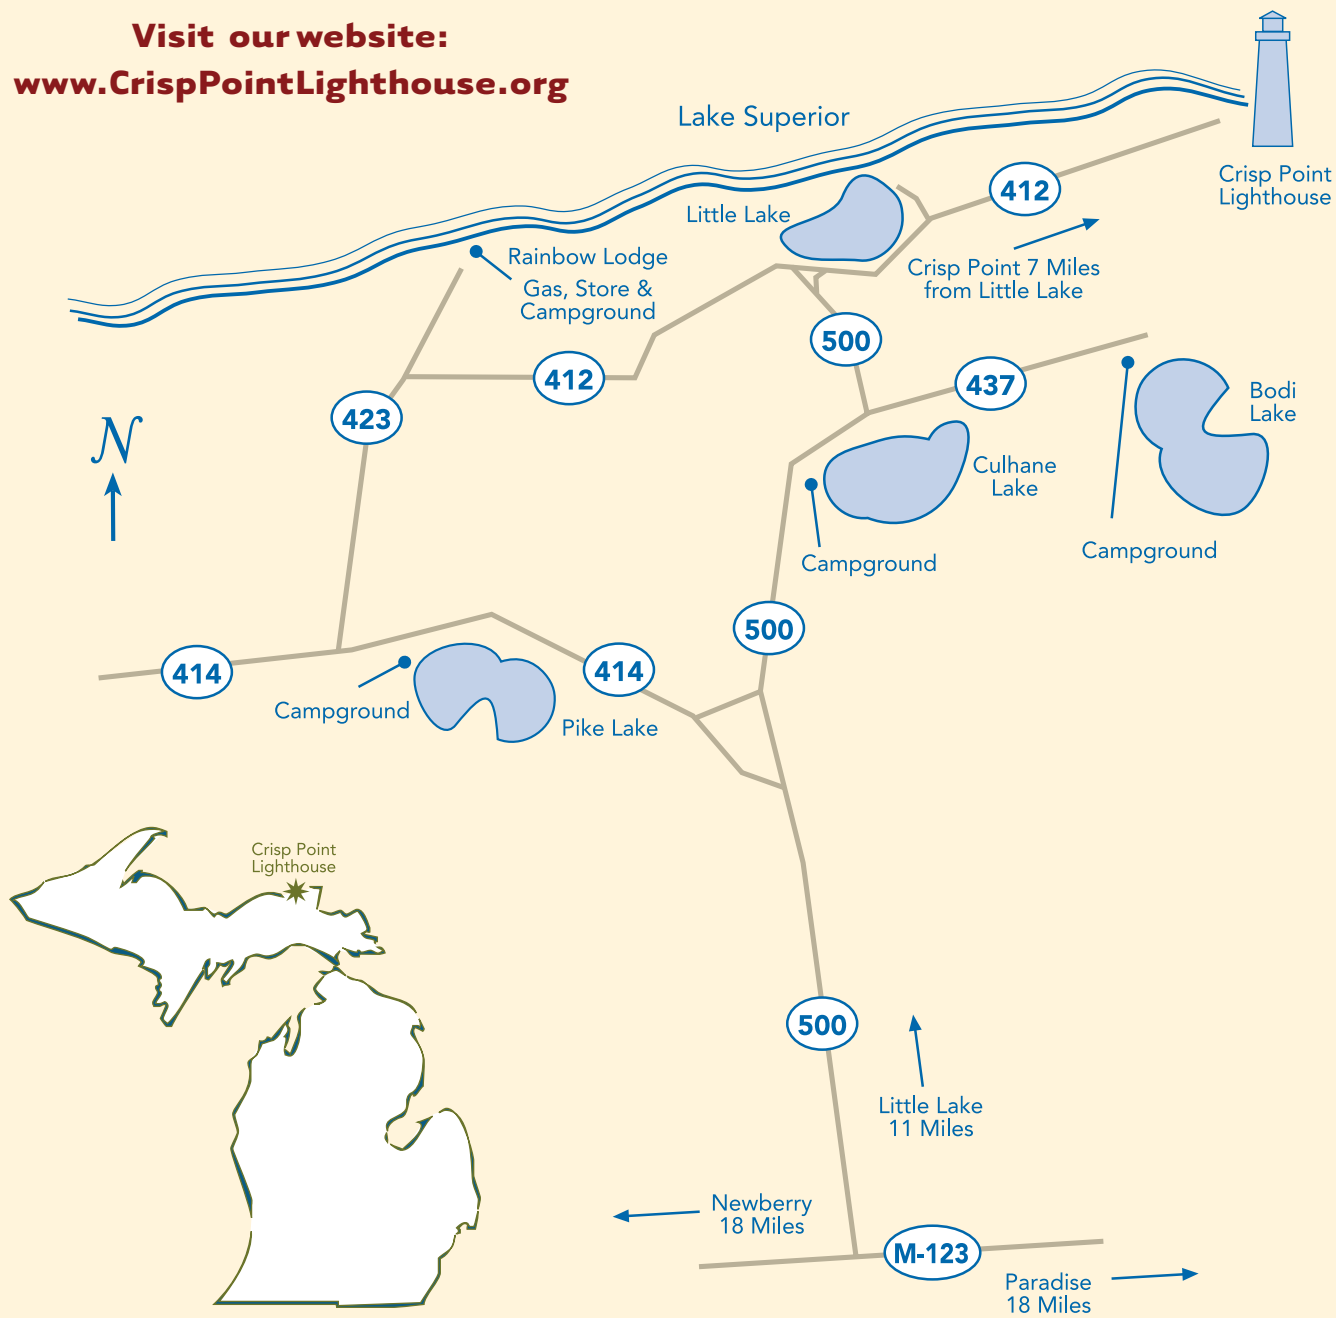 Visit our website:
www.CrispPointLighthouse.org
Lake Superior
Crisp Point
Lighthouse
412
Little Lake
Rainbow Lodge
Gas, Store &
Campground
Crisp Point 7 Miles
from Little Lake
500
412
437
423
Bodi
Lake
N
Culhane
Lake
Campground
Campground
500
414
414
Campground
Pike Lake
Crisp Point
Lighthouse
500
Little Lake
11 Miles
Newberry
18 Miles
M-123
Paradise
18 Miles